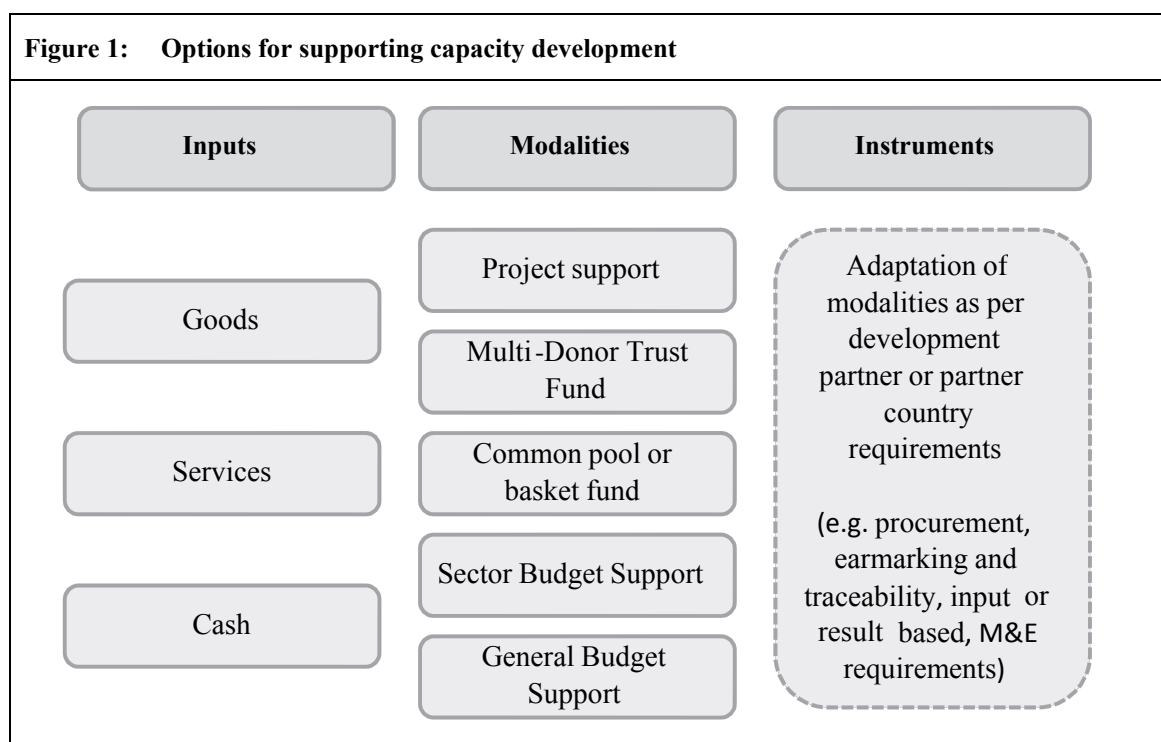 Figure 1: Options for supporting capacity development
Inputs
Modalities
Instruments
Goods
Services
Cash
Project support
Multi-Donor Trust
Fund
Common pool or
basket fund
Sector Budget Support
General Budget
Support
Adaptation of
modalities as per
development
partner or partner
country
requirements
(e.g. procurement,
earmarking and
traceability, input or
result based, M&E
requirements)